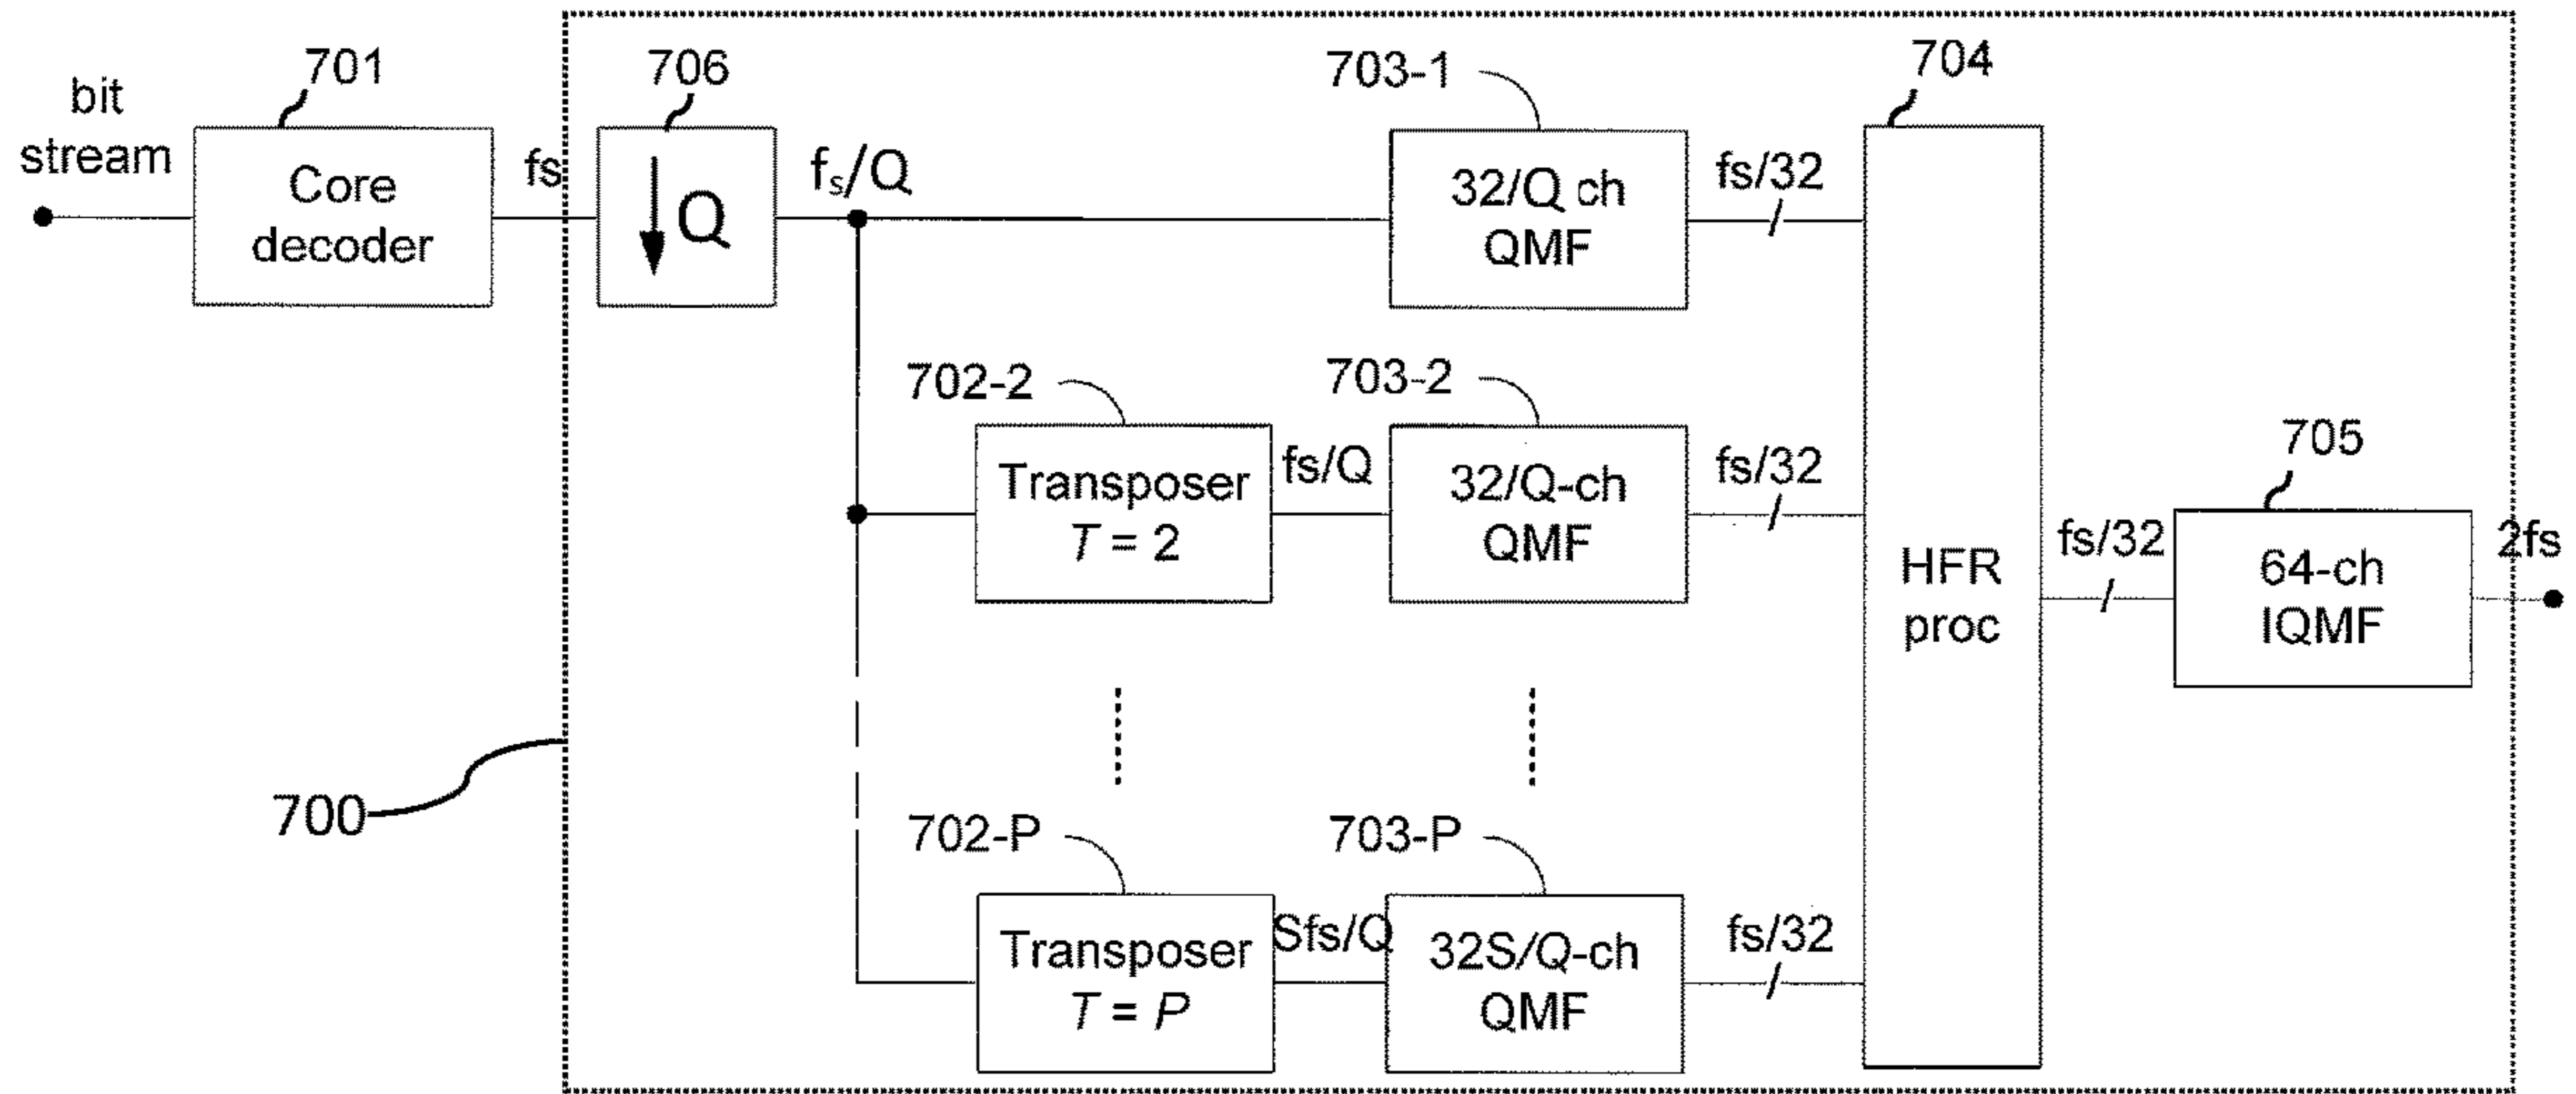 701
706
703-1
704
bit
stream
Core
decoder
fs
Q
fs/Q
32/Q ch
QMF
fs/32
702-2
703-2
Transposer
T = 2
fs/Q
32/Q-ch
QMF
fs/32
HFR
proc
fs/32
705
64-ch
IQMF
2fs
700
702-P
703-P
Transposer
T = P
Sfs/Q
32S/Q-ch
QMF
fs/32